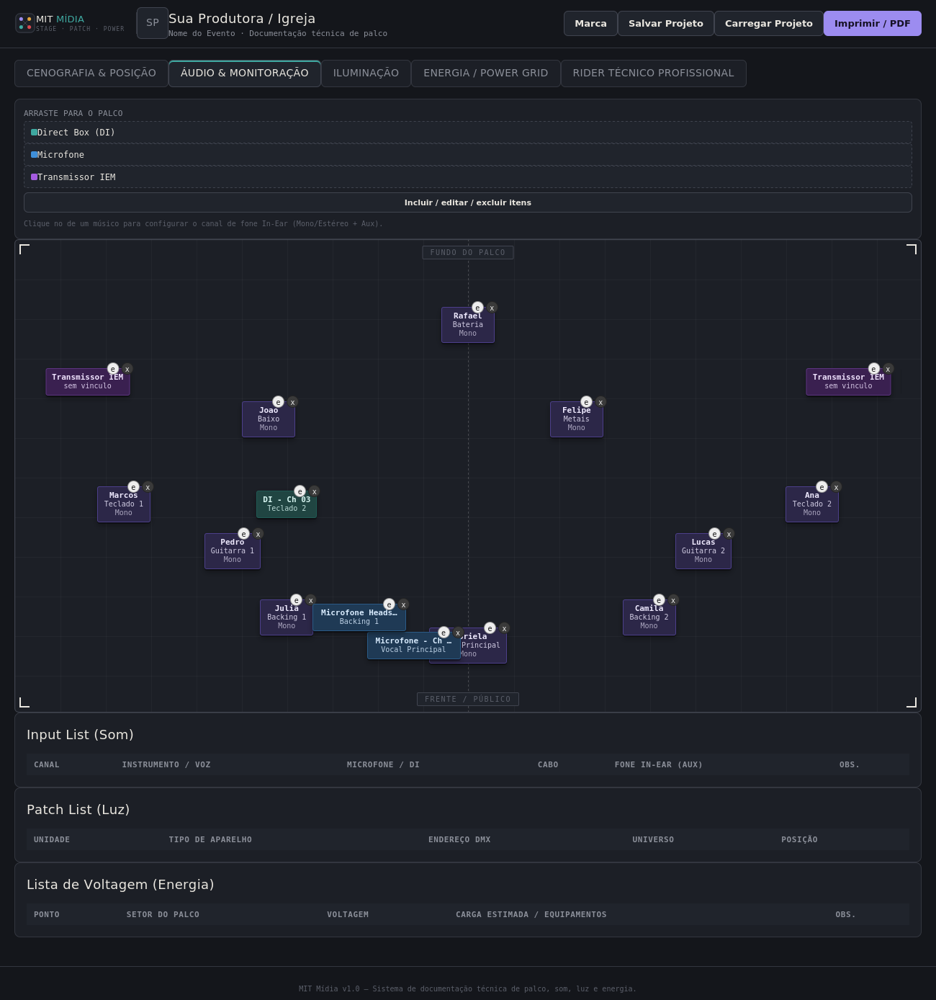 MIT MÍDIA
STAGE · PATCH · POWER
SP
Sua Produtora / Igreja
Nome do Evento · Documentação técnica de palco
Marca
Salvar Projeto
Carregar Projeto
Imprimir / PDF
CENOGRAFIA & POSIÇÃO
ÁUDIO & MONITORAÇÃO
ILUMINAÇÃO
ENERGIA / POWER GRID
RIDER TÉCNICO PROFISSIONAL
ARRASTE PARA O PALCO
Direct Box (DI)
Microfone
Transmissor IEM
Incluir / editar / excluir itens
Clique no de um músico para configurar o canal de fone In-Ear (Mono/Estéreo + Aux).
FUNDO DO PALCO
e x
Rafael
Bateria
Mono
e x
Transmissor IEM
sem vinculo
e x
Transmissor IEM
sem vinculo
e x
Joao
Baixo
Mono
e x
Felipe
Metais
Mono
e x
Marcos
Teclado 1
Mono
e x
DI - Ch 03
Teclado 2
e x
Ana
Teclado 2
Mono
e x
Pedro
Guitarra 1
Mono
e x
Lucas
Guitarra 2
Mono
e x
Julia
Backing 1
Mono
e x
Microfone Heads…
Backing 1
e x
Camila
Backing 2
Mono
e x
Microfone - Ch …
Vocal Principal
e x
riela
Principal
Mono
FRENTE / PÚBLICO
Input List (Som)
CANAL INSTRUMENTO / VOZ MICROFONE / DI CABO FONE IN-EAR (AUX) OBS.
Patch List (Luz)
UNIDADE TIPO DE APARELHO ENDEREÇO DMX UNIVERSO POSIÇÃO
Lista de Voltagem (Energia)
PONTO SETOR DO PALCO VOLTAGEM CARGA ESTIMADA / EQUIPAMENTOS OBS.
MIT Mídia v1.0 — Sistema de documentação técnica de palco, som, luz e energia.